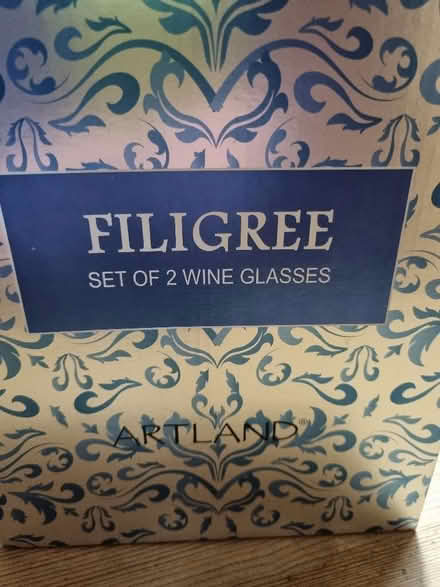 FILIGREE
SET OF 2 WINE GLASSES
ARTLAND®